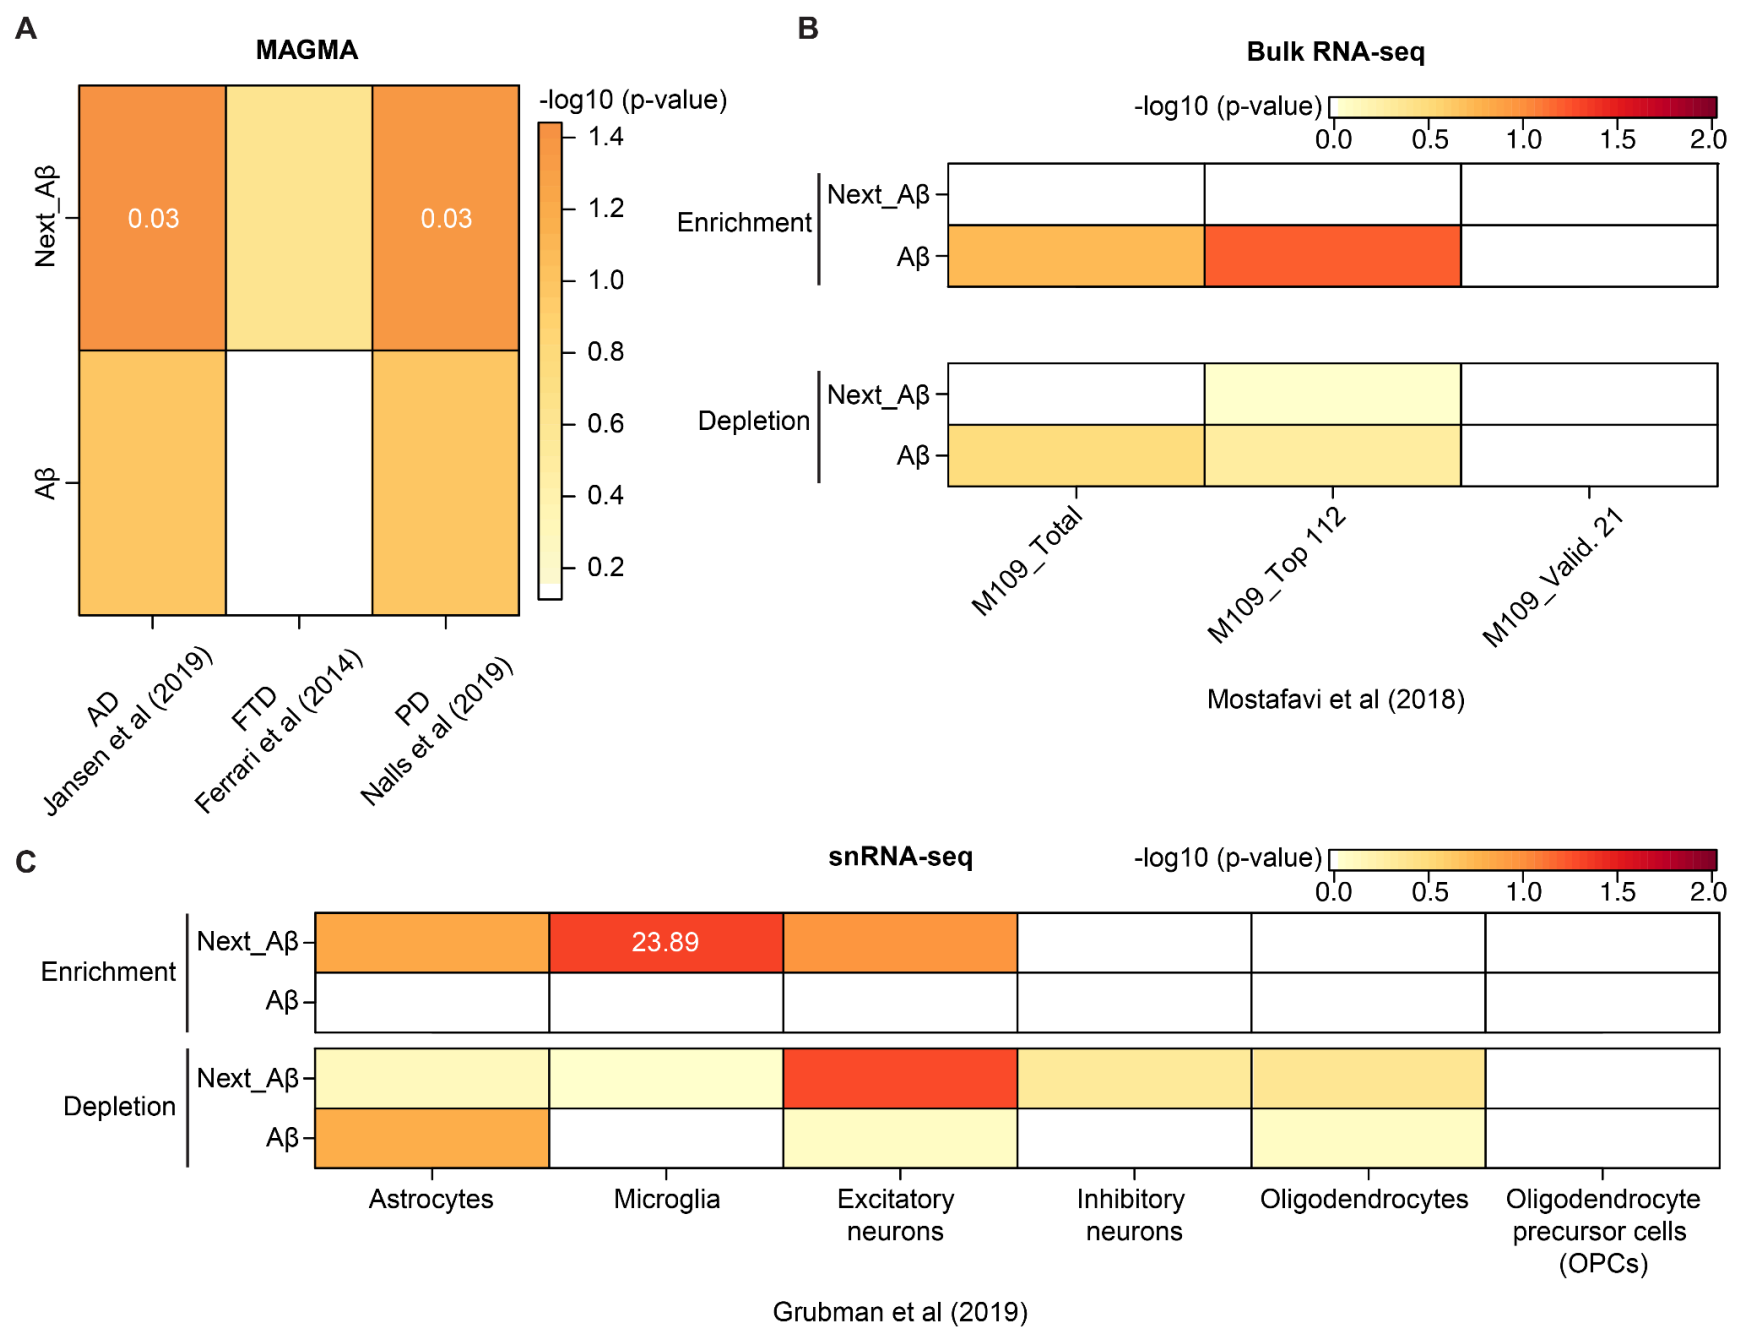 A
MAGMA
-log10 (p-value)
Next_Aβ
Aβ
0.03
0.03
1.4
1.2
1.0
0.8
0.6
0.4
0.2
AD
Jansen et al (2019)
FTD
Ferrari et al (2014)
PD
Nalls et al (2019)
B
Bulk RNA-seq
-log10 (p-value)
0.0 0.5 1.0 1.5 2.0
Enrichment
Next_Aβ
Aβ
Depletion
Next_Aβ
Aβ
M109_Total
M109_Top 112
M109_Valid. 21
Mostafavi et al (2018)
C
snRNA-seq
-log10 (p-value)
0.0 0.5 1.0 1.5 2.0
Enrichment
Next_Aβ
23.89
Aβ
Depletion
Next_Aβ
Aβ
Astrocytes
Microglia
Excitatory
neurons
Inhibitory
neurons
Oligodendrocytes
Oligodendrocyte
precursor cells
(OPCs)
Grubman et al (2019)